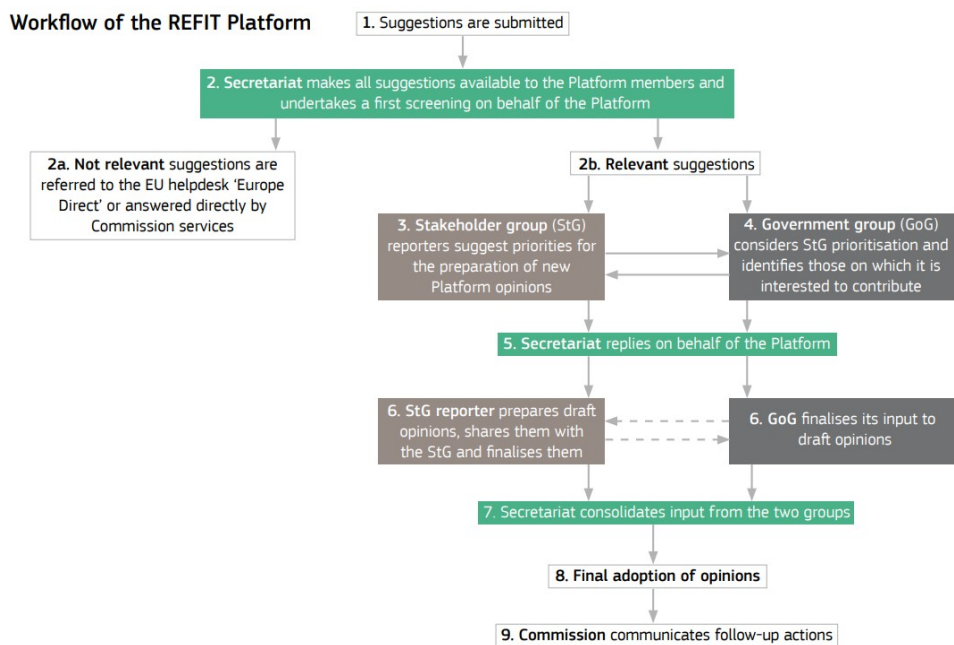 Workflow of the REFIT Platform
1. Suggestions are submitted
2. Secretariat makes all suggestions available to the Platform members and
undertakes a first screening on behalf of the Platform
2a. Not relevant suggestions are
referred to the EU helpdesk ‘Europe
Direct’ or answered directly by
Commission services
2b. Relevant suggestions
3. Stakeholder group (StG)
reporters suggest priorities for
the preparation of new
Platform opinions
4. Government group (GoG)
considers StG prioritisation and
identifies those on which it is
interested to contribute
5. Secretariat replies on behalf of the Platform
6. StG reporter prepares draft
opinions, shares them with
the StG and finalises them
6. GoG finalises its input to
draft opinions
7. Secretariat consolidates input from the two groups
8. Final adoption of opinions
9. Commission communicates follow-up actions